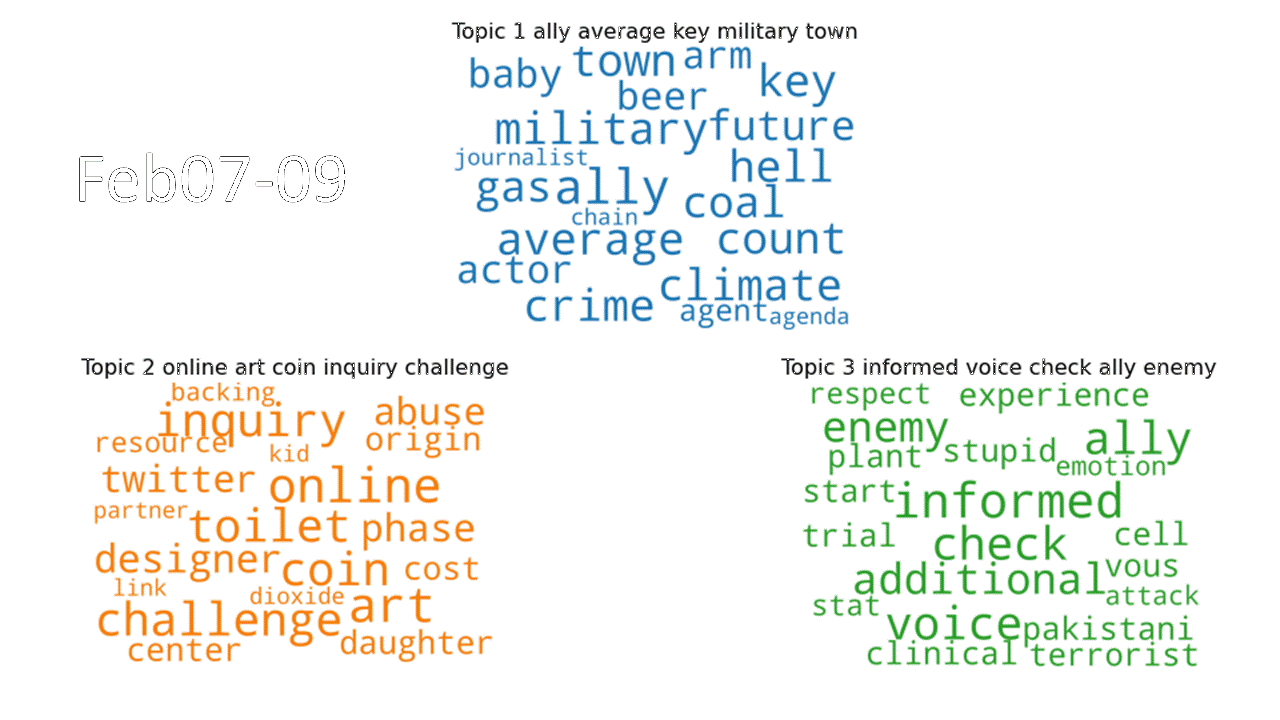 Topic 1 ally average key military town
baby town arm key
beer
military future
journalist hell
gas ally coal
chain
average count
actor climate
crime agent agenda
Feb07-09
Topic 2 online art coin inquiry challenge
backing
inquiry abuse
resource kid origin
twitter online
partner toilet phase
designer coin cost
link dioxide art
challenge
center daughter
Topic 3 informed voice check ally enemy
respect experience
enemy ally
plant stupid emotion
start informed
trial check cell
additional vous
stat attack
voice pakistani
clinical terrorist